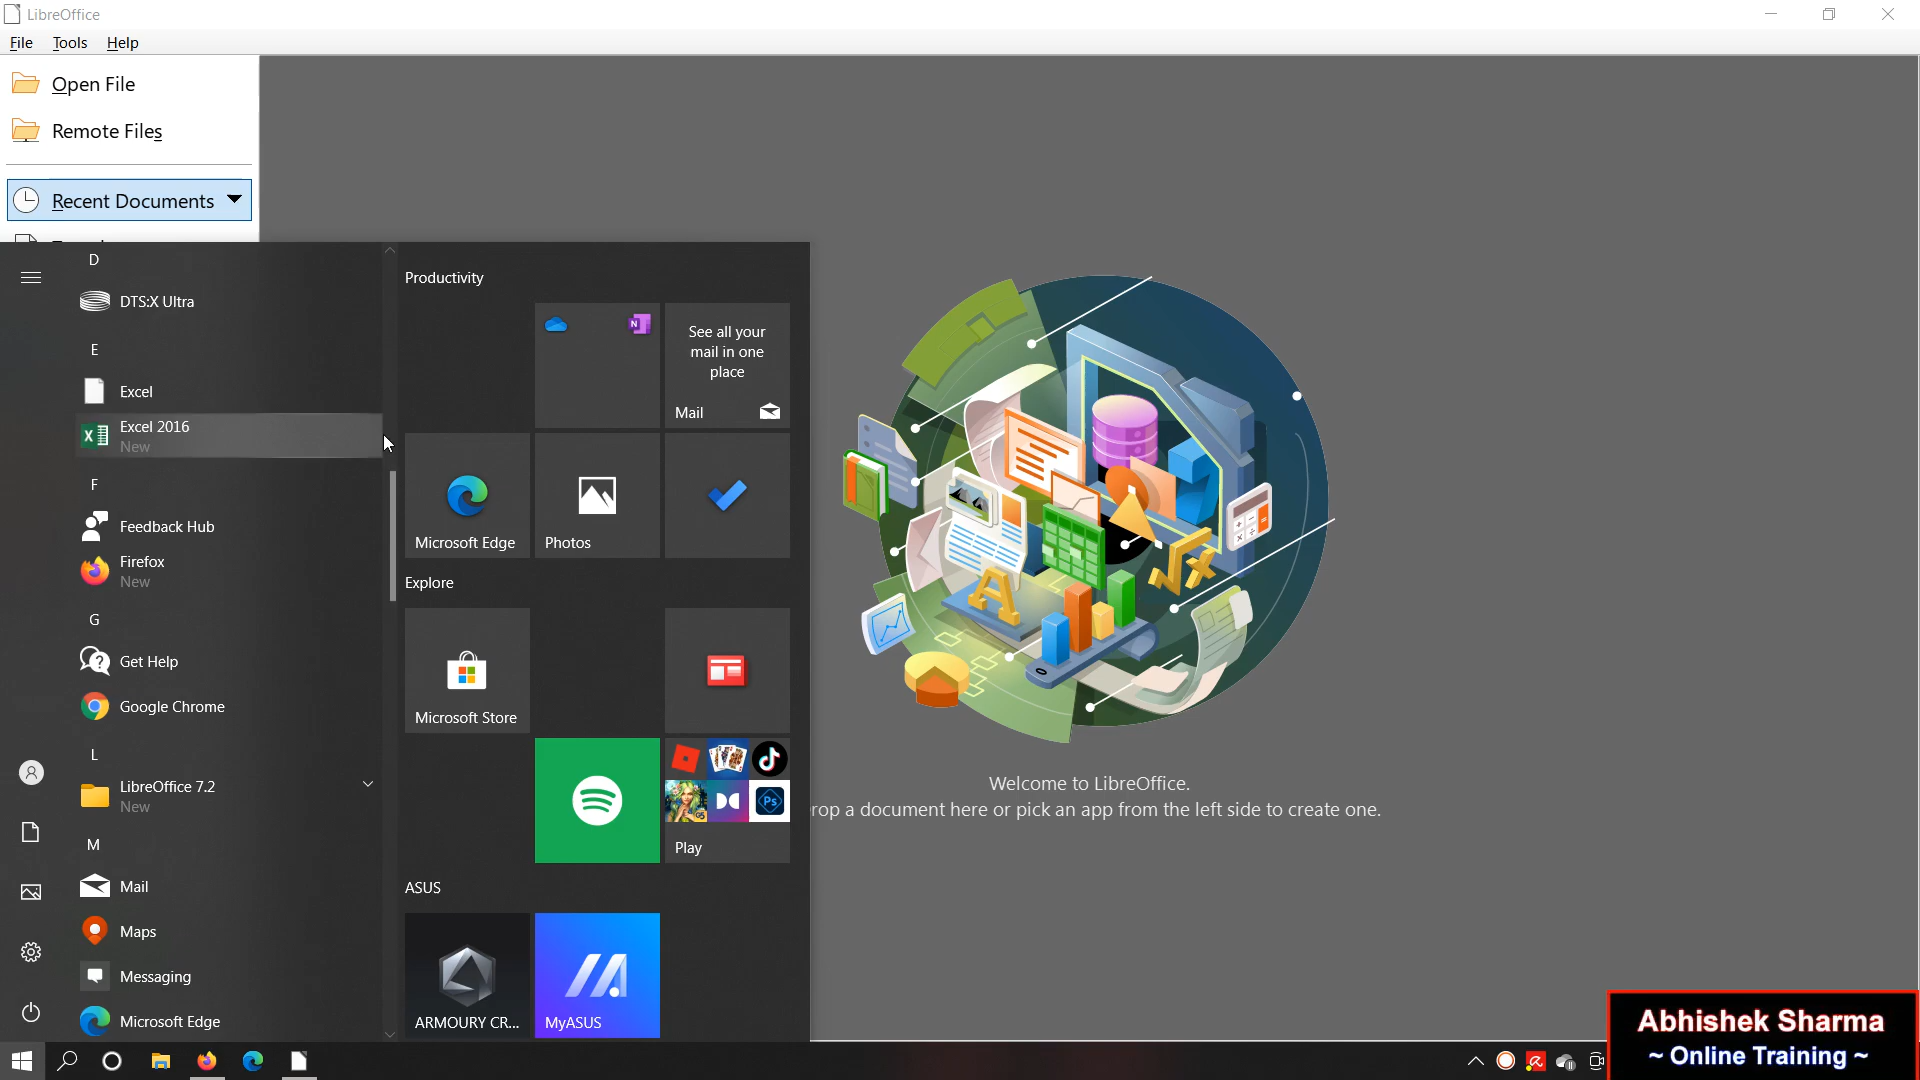 LibreOffice
File Tools Help
Open File
Remote Files
Recent Documents
D
DTS:X Ultra
E
Excel
Excel 2016
New
F
Feedback Hub
Firefox
New
G
Get Help
Google Chrome
L
LibreOffice 7.2
New
M
Mail
Maps
Messaging
Microsoft Edge
Productivity
N
See all your
mail in one
place
Mail
Microsoft Edge
Photos
Explore
Microsoft Store
Ps
Play
ASUS
ARMOURY CR...
MyASUS
Welcome to LibreOffice.
rop a document here or pick an app from the left side to create one.
Abhishek Sharma
~ Online Training ~